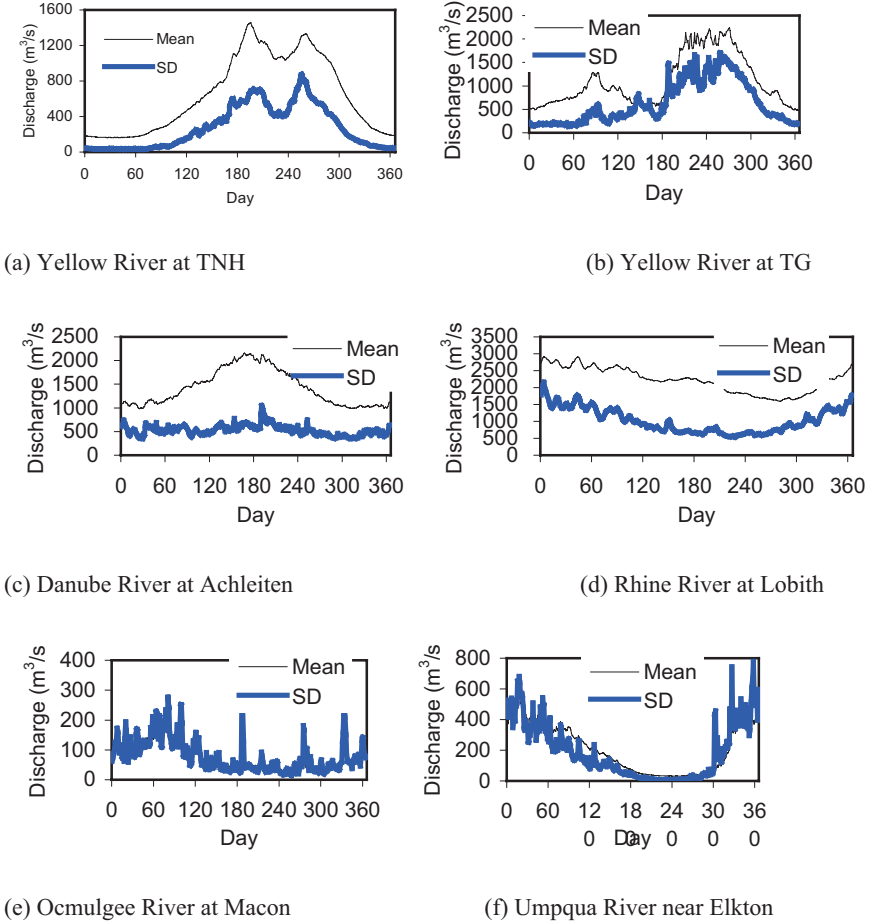 1600
1200
800
400
0
Discharge (m³/s)
Mean
SD
0 60 120 180 240 300 360
Day
2500
2000
1500
1000
500
0
Discharge (m³/s)
Mean
SD
0 60 120 180 240 300 360
Day
(a) Yellow River at TNH
(b) Yellow River at TG
2500
2000
1500
1000
500
0
Discharge (m³/s)
Mean
SD
0 60 120 180 240 300 360
Day
3500
3000
2500
2000
1500
1000
500
0
Discharge (m³/s)
Mean
SD
0 60 120 180 240 300 360
Day
(c) Danube River at Achleiten
(d) Rhine River at Lobith
400
300
200
100
0
Discharge (m³/s)
Mean
SD
0 60 120 180 240 300 360
Day
800
600
400
200
0
Discharge (m³/s)
Mean
SD
0 60 12 18 24 30 36
0 0 0 0 0
Day
(e) Ocmulgee River at Macon
(f) Umpqua River near Elkton